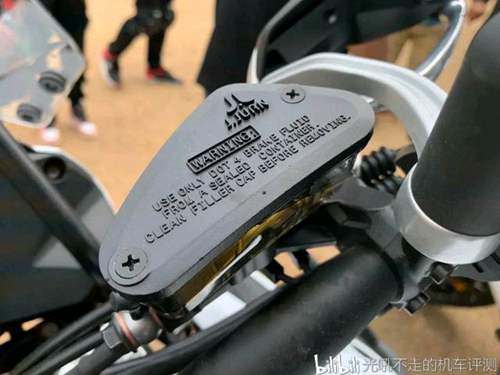 WARNING
USE ONLY DOT 4 BRAKE FLUID
FROM A SEALED CONTAINER
CLEAN FILLER CAP BEFORE REMOVING.
bilibili 光吼不走的机车评测